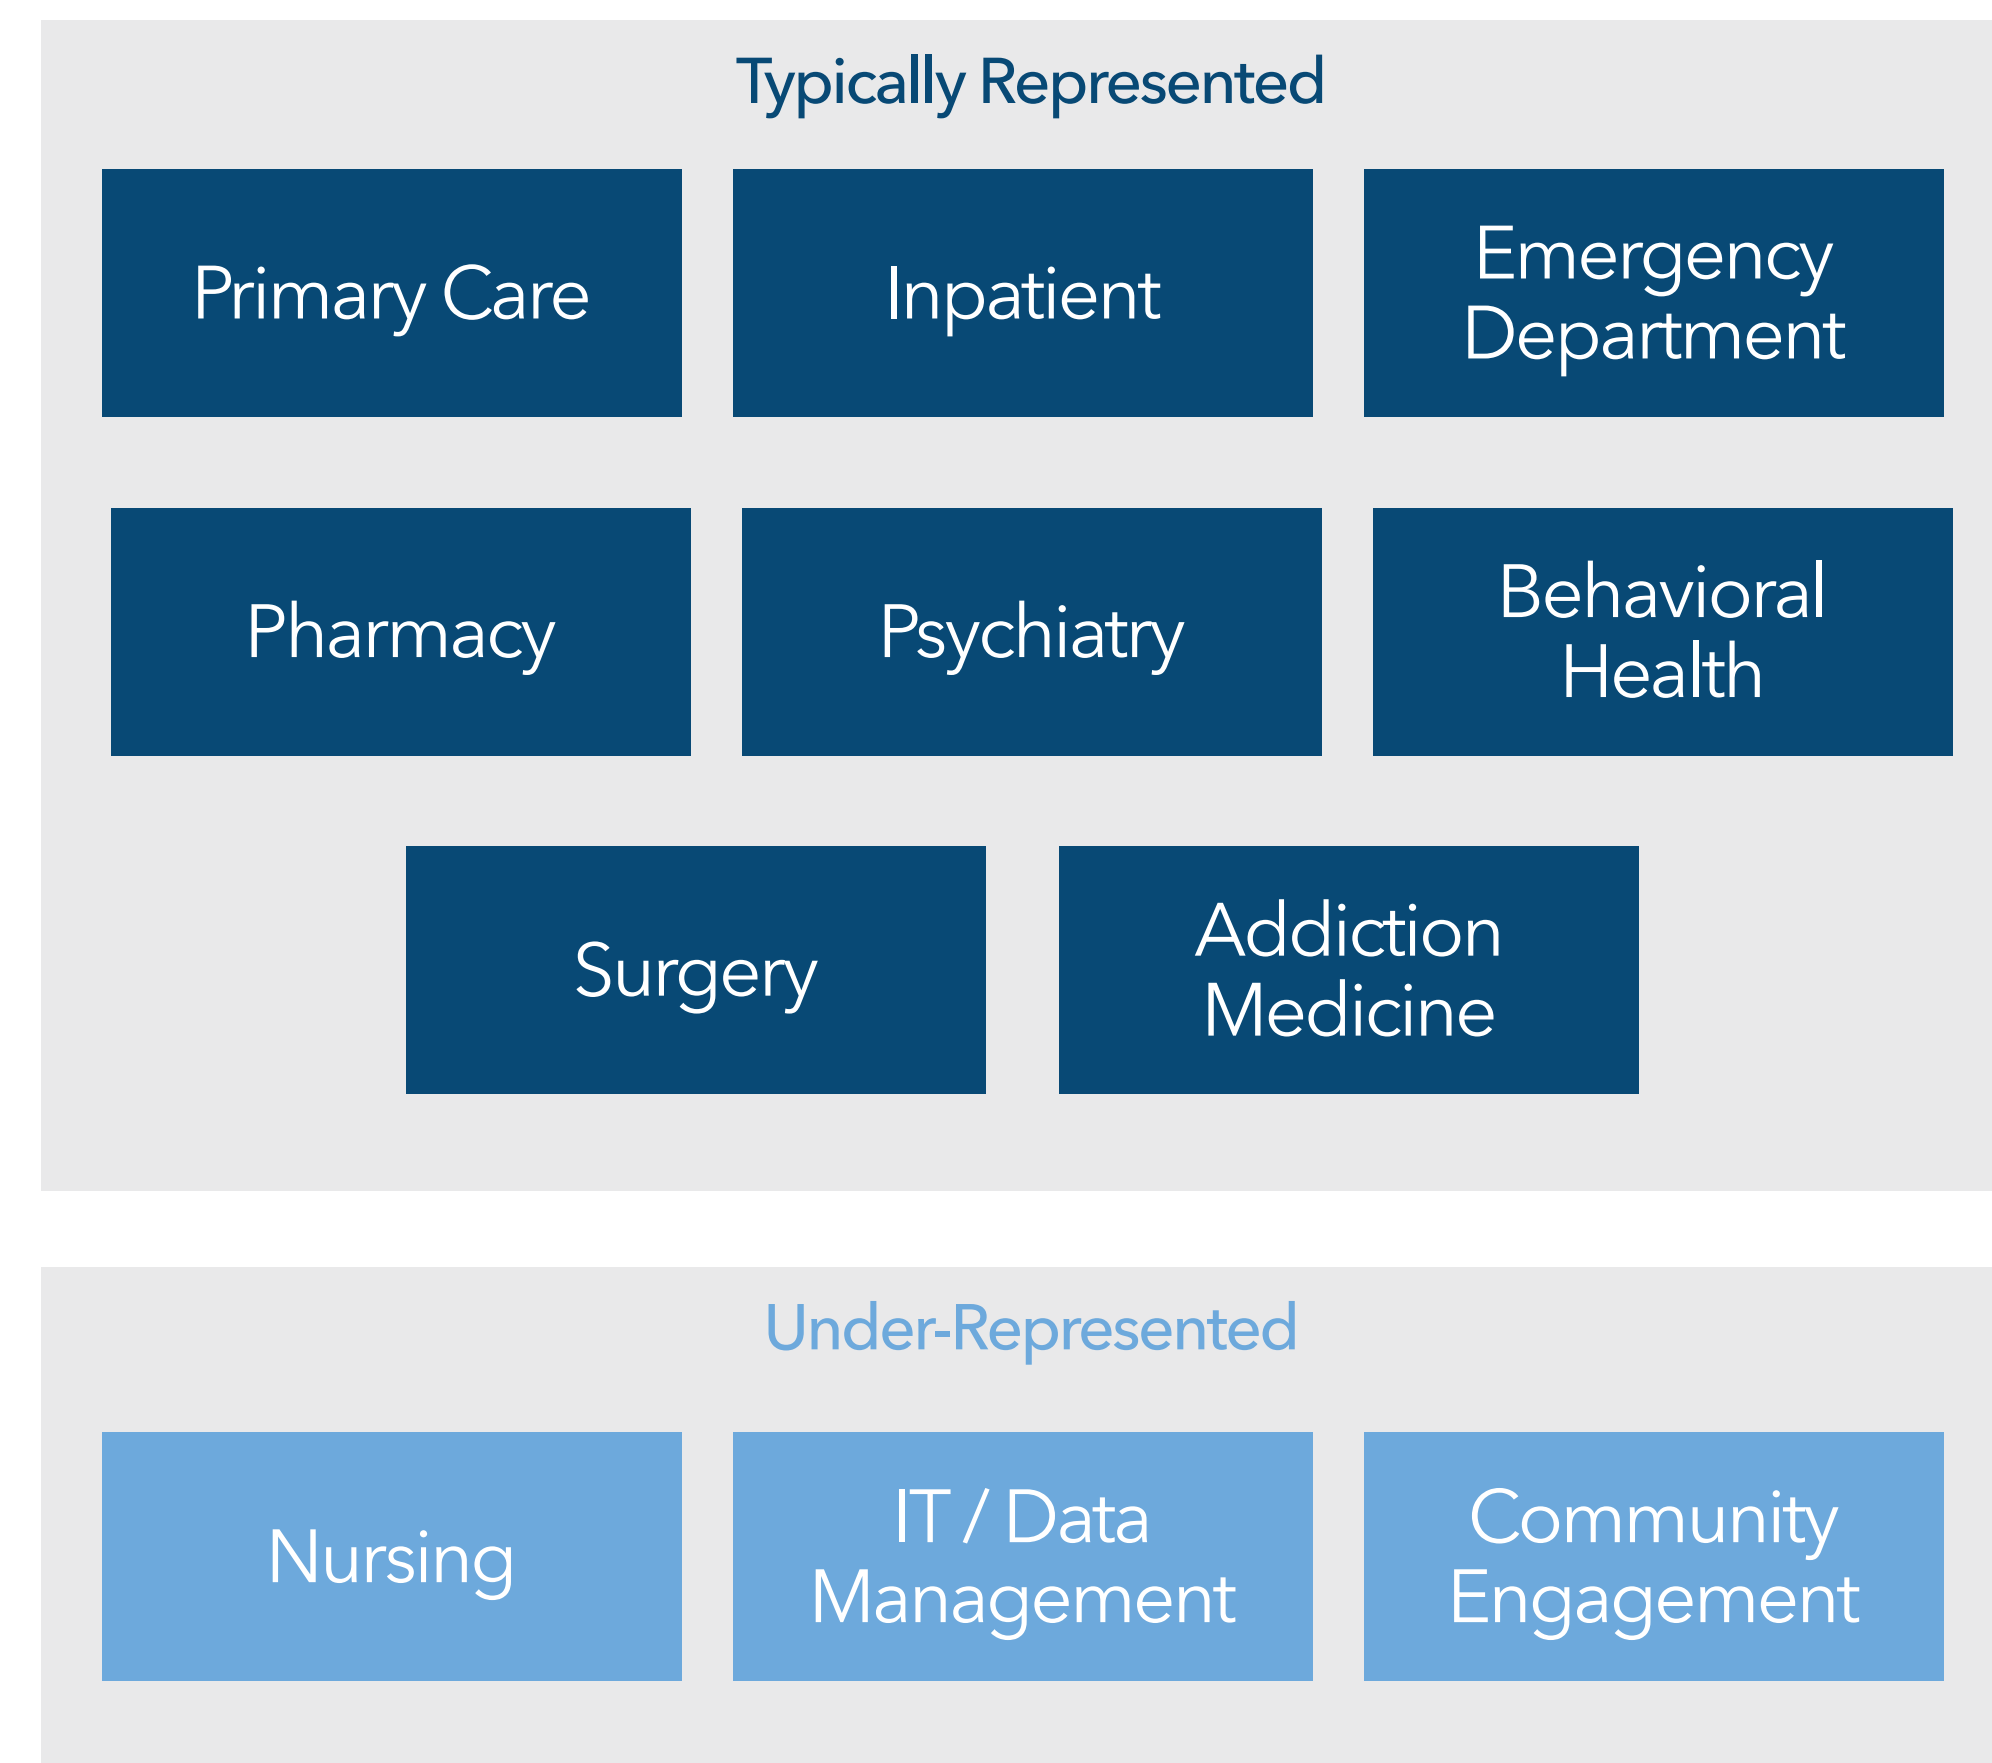 Typically Represented
Primary Care
Inpatient
Emergency
Department
Pharmacy
Psychiatry
Behavioral
Health
Surgery
Addiction
Medicine
Under-Represented
Nursing
IT / Data
Management
Community
Engagement